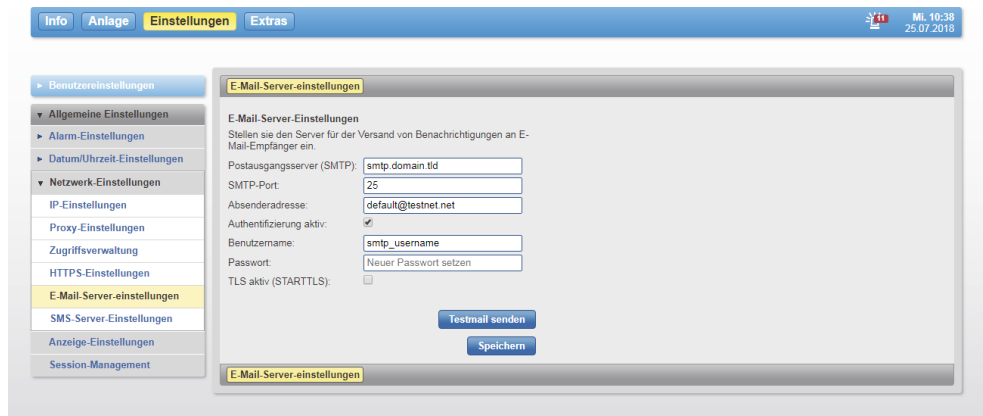 Info Anlage Einstellungen Extras 11 Mi. 10:38
25.07.2018
Benutzereinstellungen
Allgemeine Einstellungen
Alarm-Einstellungen
Datum/Uhrzeit-Einstellungen
Netzwerk-Einstellungen
IP-Einstellungen
Proxy-Einstellungen
Zugriffsverwaltung
HTTPS-Einstellungen
E-Mail-Server-einstellungen
SMS-Server-Einstellungen
Anzeige-Einstellungen
Session-Management
E-Mail-Server-einstellungen
E-Mail-Server-Einstellungen
Stellen sie den Server für der Versand von Benachrichtigungen an E-
Mail-Empfänger ein.
Postausgangsserver (SMTP): smtp.domain.tld
SMTP-Port: 25
Absenderadresse: default@testnet.net
Authentifizierung aktiv:
Benutzername: smtp_username
Passwort: Neuer Passwort setzen
TLS aktiv (STARTTLS):
Testmail senden
Speichern
E-Mail-Server-einstellungen